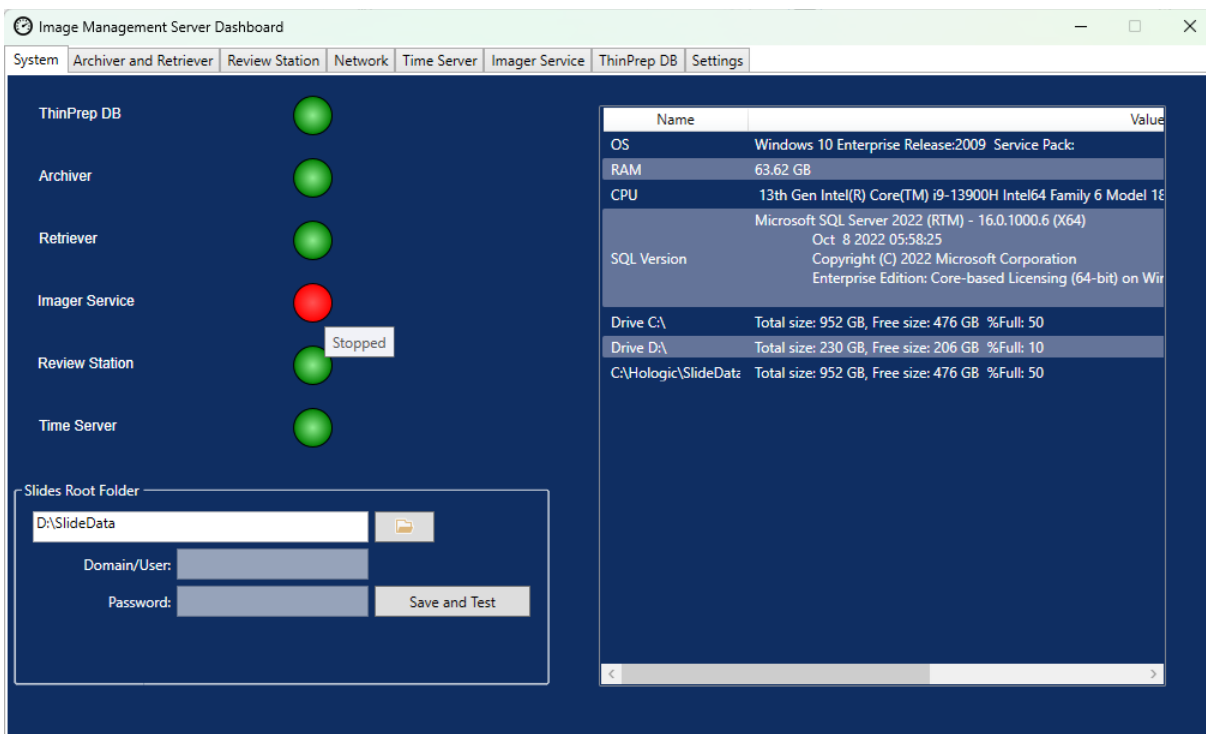 Image Management Server Dashboard
System Archiver and Retriever Review Station Network Time Server Imager Service ThinPrep DB Settings
ThinPrep DB
Archiver
Retriever
Imager Service
Stopped
Review Station
Time Server
Slides Root Folder
D:\SlideData
Domain/User:
Password:
Save and Test
Name Value
OS Windows 10 Enterprise Release:2009 Service Pack:
RAM 63.62 GB
CPU 13th Gen Intel(R) Core(TM) i9-13900H Intel64 Family 6 Model 18
Microsoft SQL Server 2022 (RTM) - 16.0.1000.6 (X64)
Oct 8 2022 05:58:25
SQL Version Copyright (C) 2022 Microsoft Corporation
Enterprise Edition: Core-based Licensing (64-bit) on Wir
Drive C:\ Total size: 952 GB, Free size: 476 GB %Full: 50
Drive D:\ Total size: 230 GB, Free size: 206 GB %Full: 10
C:\Hologic\SlideData Total size: 952 GB, Free size: 476 GB %Full: 50